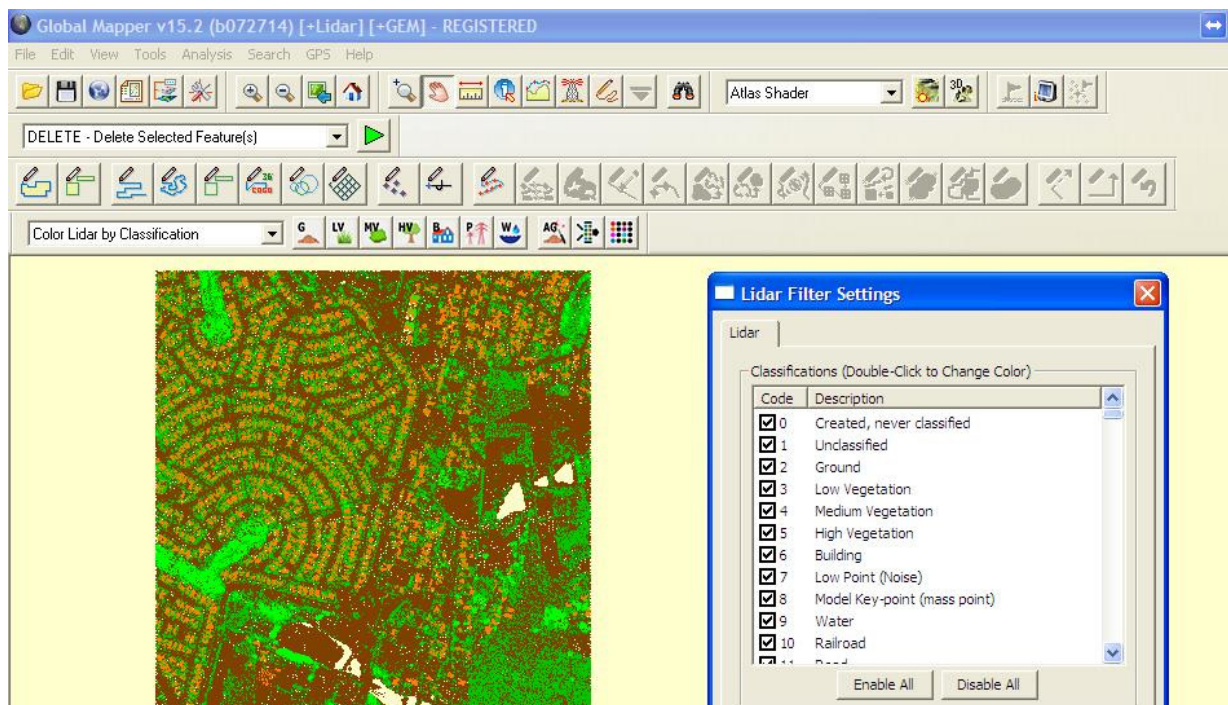 Global Mapper v15.2 (b072714) [+Lidar] [+GEM] - REGISTERED
File Edit View Tools Analysis Search GPS Help
3D Atlas Shader
DELETE - Delete Selected Feature(s)
Color Lidar by Classification G LV MV HV B P W AG
Lidar Filter Settings
Lidar
Classifications (Double-Click to Change Color)
Code Description
0 Created, never classified
1 Unclassified
2 Ground
3 Low Vegetation
4 Medium Vegetation
5 High Vegetation
6 Building
7 Low Point (Noise)
8 Model Key-point (mass point)
9 Water
10 Railroad
Enable All Disable All